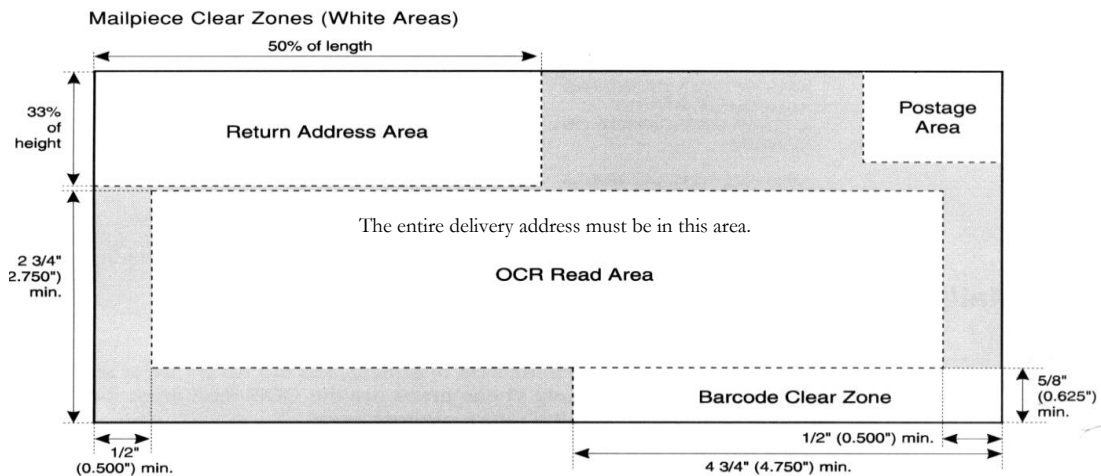 Mailpiece Clear Zones (White Areas)
50% of length
33%
of
height
Return Address Area
Postage
Area
The entire delivery address must be in this area.
2 3/4"
2.750")
min.
OCR Read Area
Barcode Clear Zone
5/8"
(0.625")
min.
1/2"
(0.500") min.
1/2" (0.500") min.
4 3/4" (4.750") min.